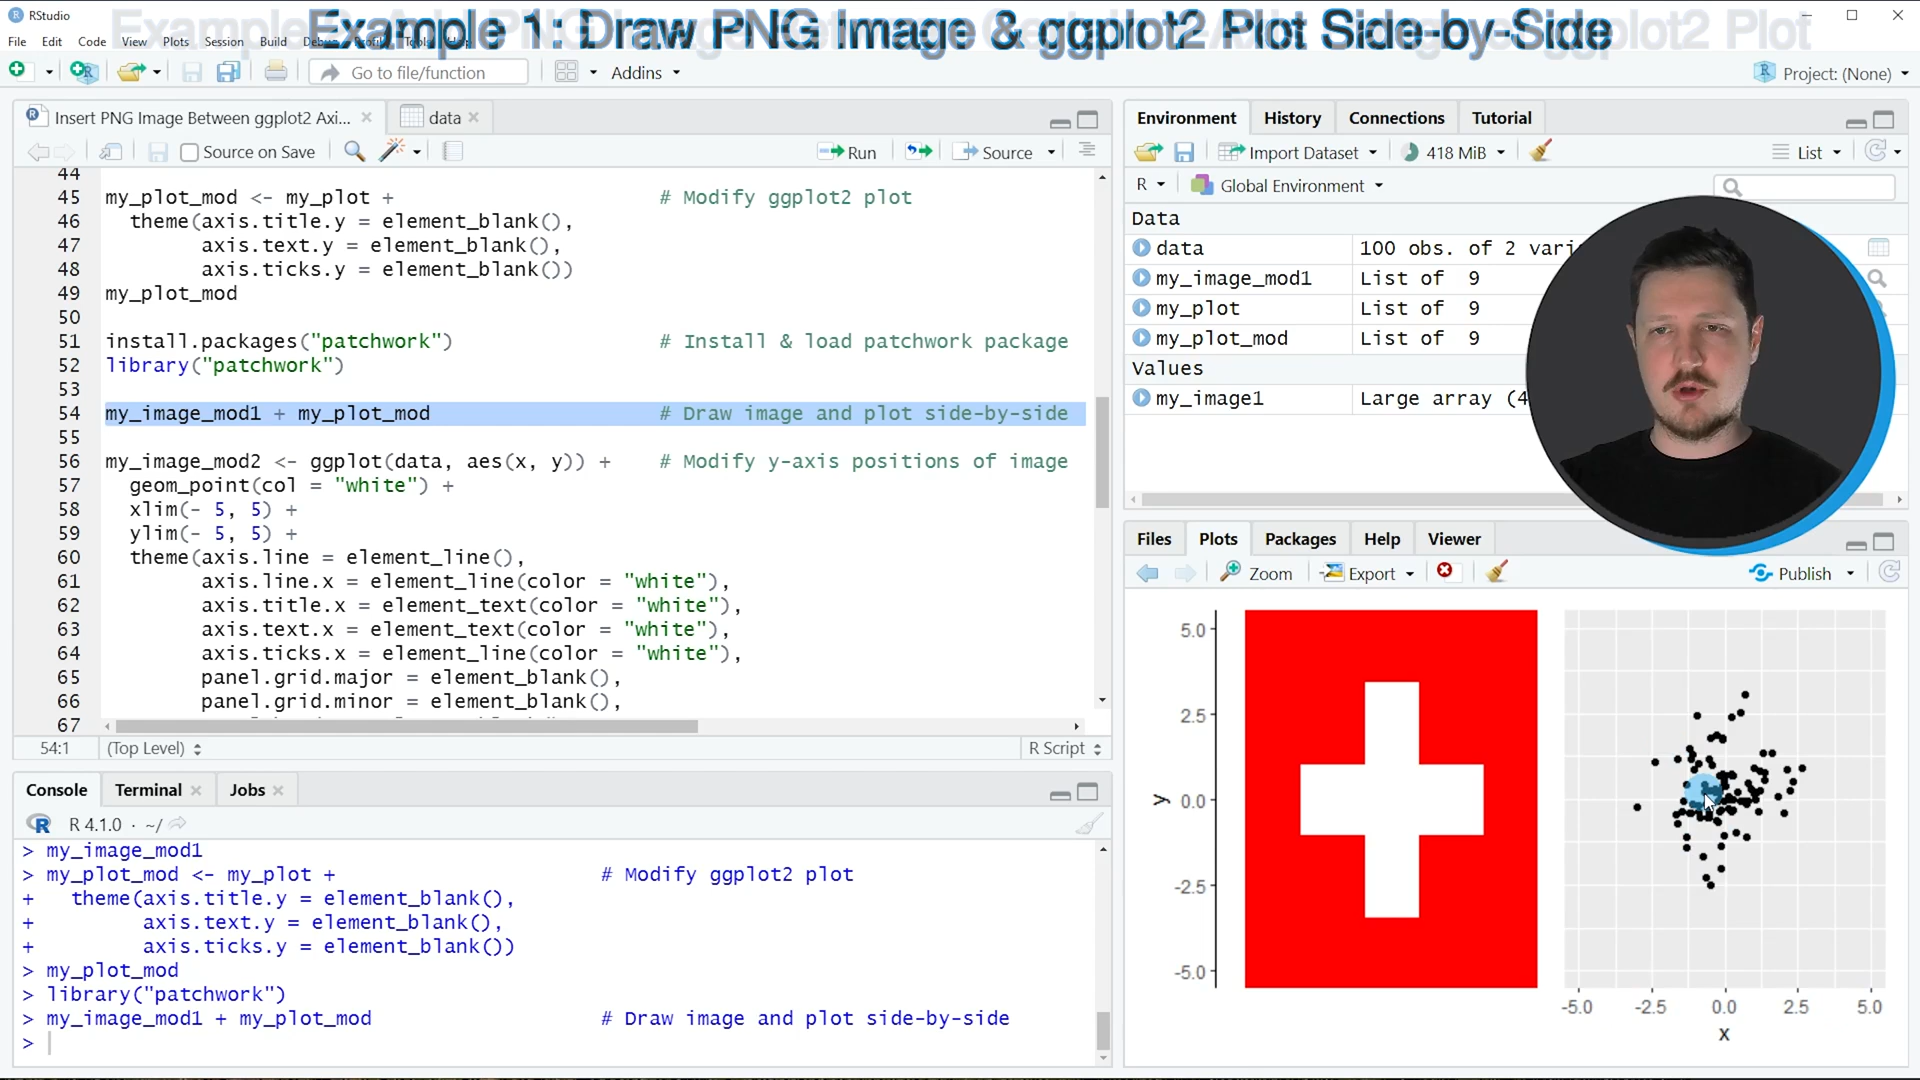 RStudio
Example 1: Draw PNG Image & ggplot2 Plot Side-by-Side
File Edit Code View Plots Session Build Debug Profile Tools Help
Go to file/function
Addins
Project: (None)
Insert PNG Image Between ggplot2 Axi...
data
Source on Save
Run
Source
44
45 my_plot_mod <- my_plot + # Modify ggplot2 plot
46 theme(axis.title.y = element_blank(),
47 axis.text.y = element_blank(),
48 axis.ticks.y = element_blank())
49 my_plot_mod
50
51 install.packages("patchwork") # Install & load patchwork package
52 library("patchwork")
53
54 my_image_mod1 + my_plot_mod # Draw image and plot side-by-side
55
56 my_image_mod2 <- ggplot(data, aes(x, y)) + # Modify y-axis positions of image
57 geom_point(col = "white") +
58 xlim(- 5, 5) +
59 ylim(- 5, 5) +
60 theme(axis.line = element_line(),
61 axis.line.x = element_line(color = "white"),
62 axis.title.x = element_text(color = "white"),
63 axis.text.x = element_text(color = "white"),
64 axis.ticks.x = element_line(color = "white"),
65 panel.grid.major = element_blank(),
66 panel.grid.minor = element_blank(),
67
54:1 (Top Level) R Script
Console Terminal Jobs
R 4.1.0 · ~/
> my_image_mod1
> my_plot_mod <- my_plot + # Modify ggplot2 plot
+ theme(axis.title.y = element_blank(),
+ axis.text.y = element_blank(),
+ axis.ticks.y = element_blank())
> my_plot_mod
> library("patchwork")
> my_image_mod1 + my_plot_mod # Draw image and plot side-by-side
>
Environment History Connections Tutorial
Import Dataset 418 MiB List
R Global Environment
Data
data 100 obs. of 2 vari
my_image_mod1 List of 9
my_plot List of 9
my_plot_mod List of 9
Values
my_image1 Large array (4
Files Plots Packages Help Viewer
Zoom Export Publish
5.0
2.5
0.0
-2.5
-5.0
y
-5.0 -2.5 0.0 2.5 5.0
x